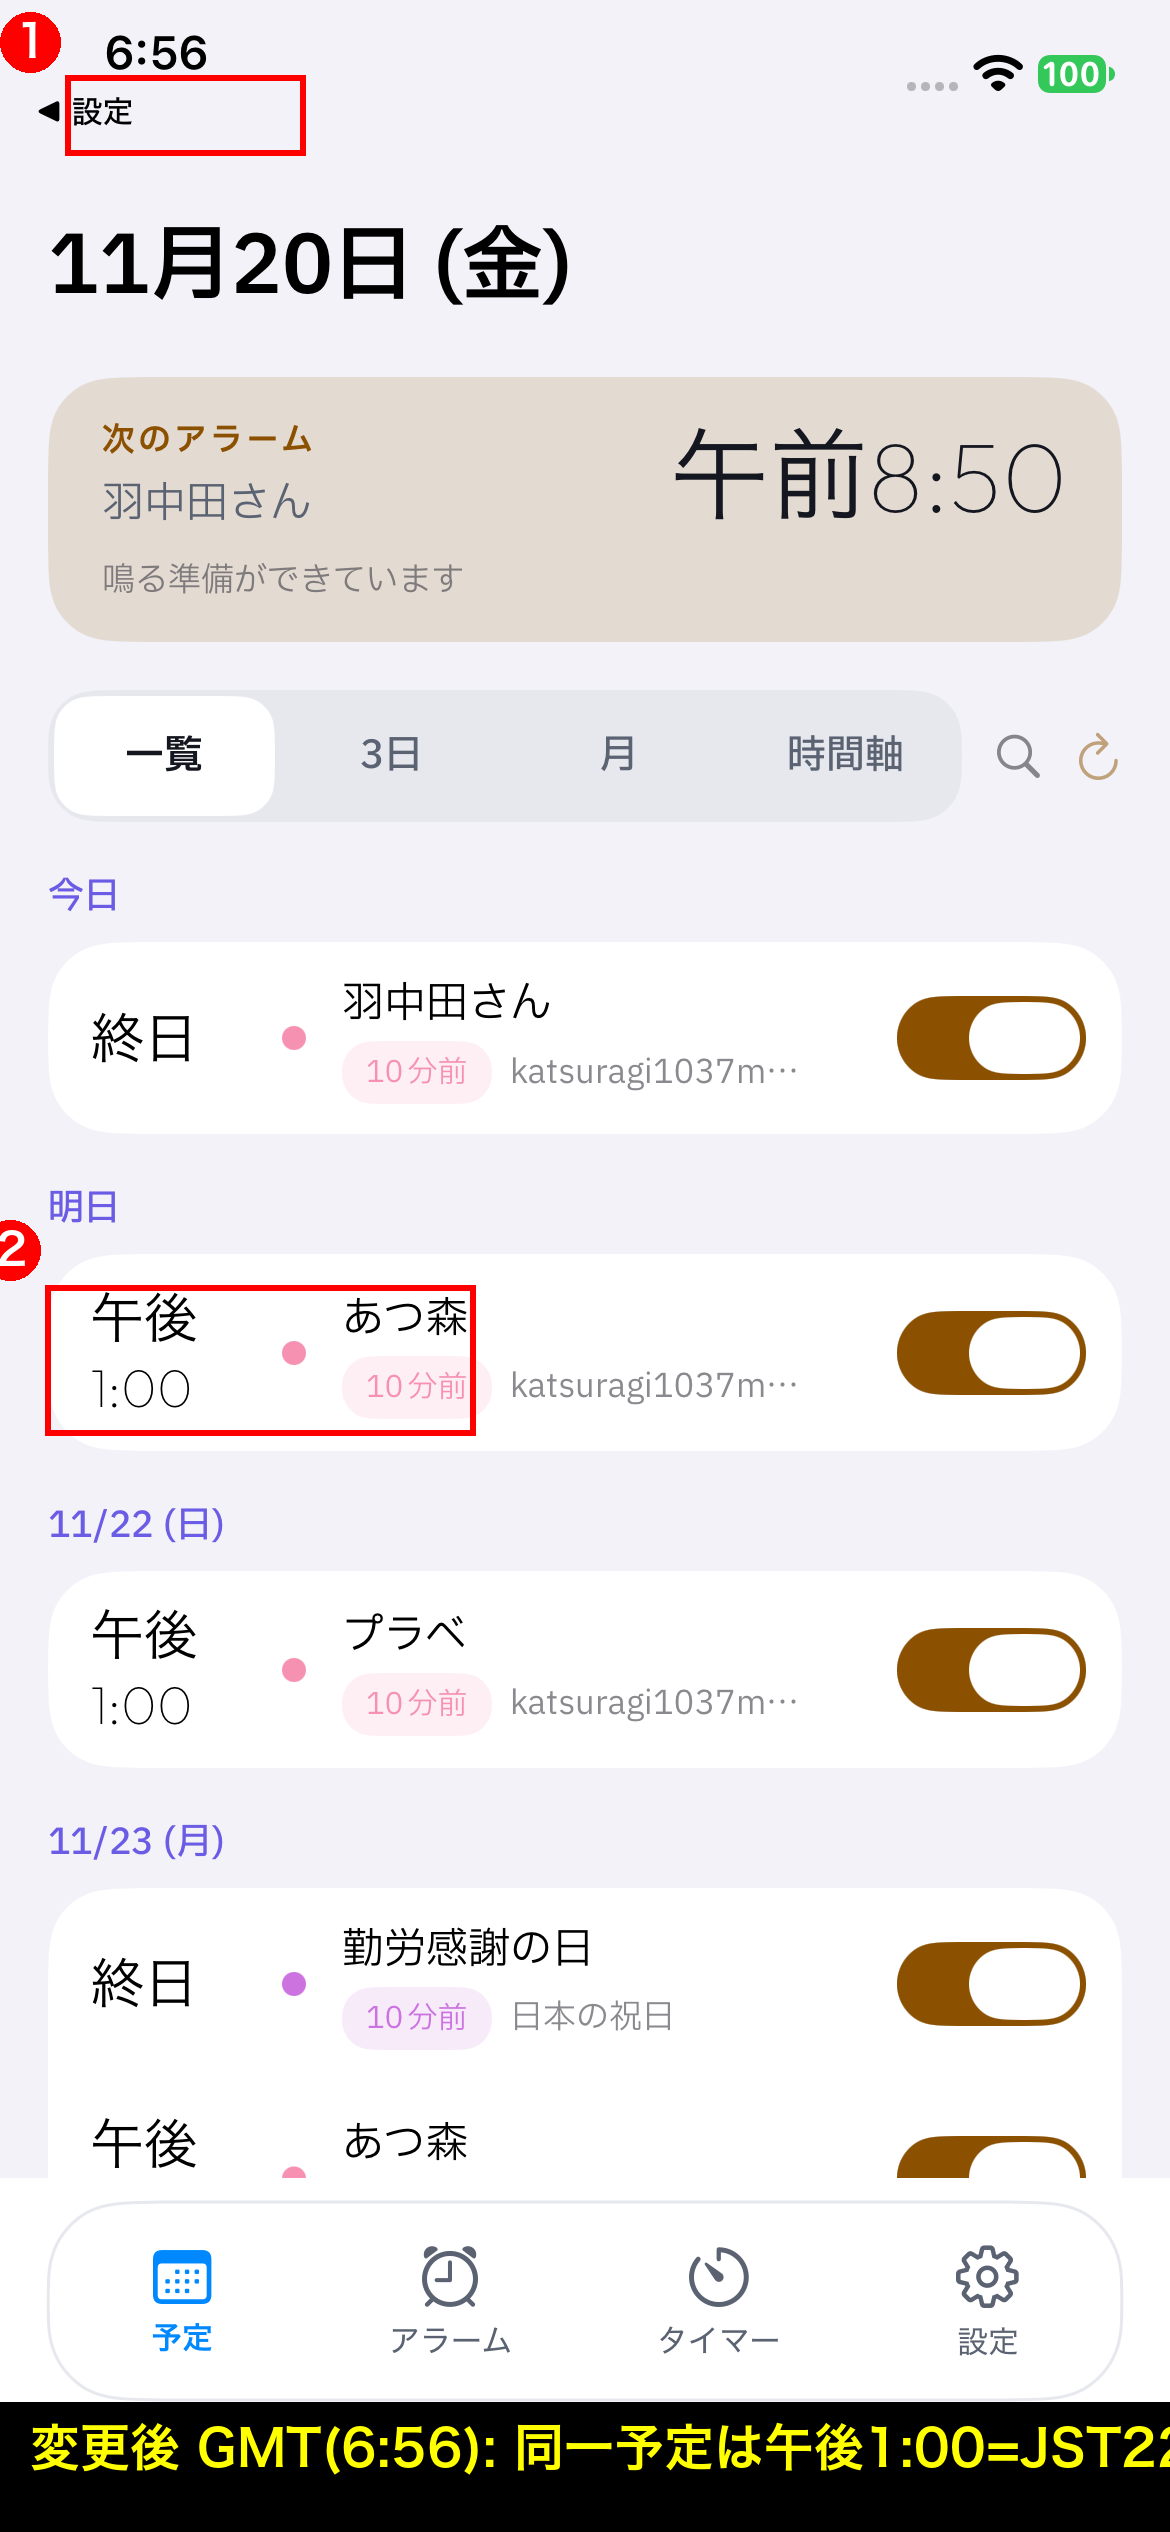 1
6:56
100
設定
11月20日 (金)
次のアラーム
午前8:50
羽中田さん
鳴る準備ができています
一覧
3日
月
時間軸
今日
終日
羽中田さん
10分前
katsuragi1037m…
明日
2
午後
1:00
あつ森
10分前
katsuragi1037m…
11/22 (日)
午後
1:00
プラベ
10分前
katsuragi1037m…
11/23 (月)
終日
勤労感謝の日
10分前
日本の祝日
午後
あつ森
予定
アラーム
タイマー
設定
変更後 GMT(6:56): 同一予定は午後1:00=JST22